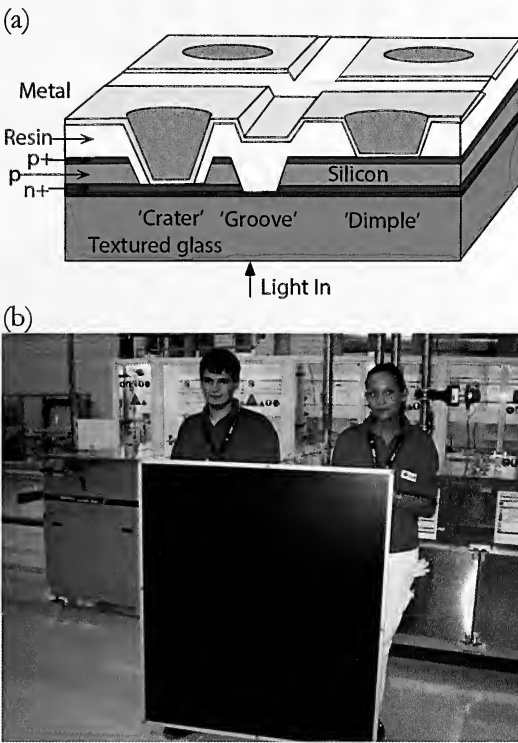 (a)
Metal
Resin
p+
p
n+
Silicon
'Crater' 'Groove' 'Dimple'
Textured glass
Light In
(b)